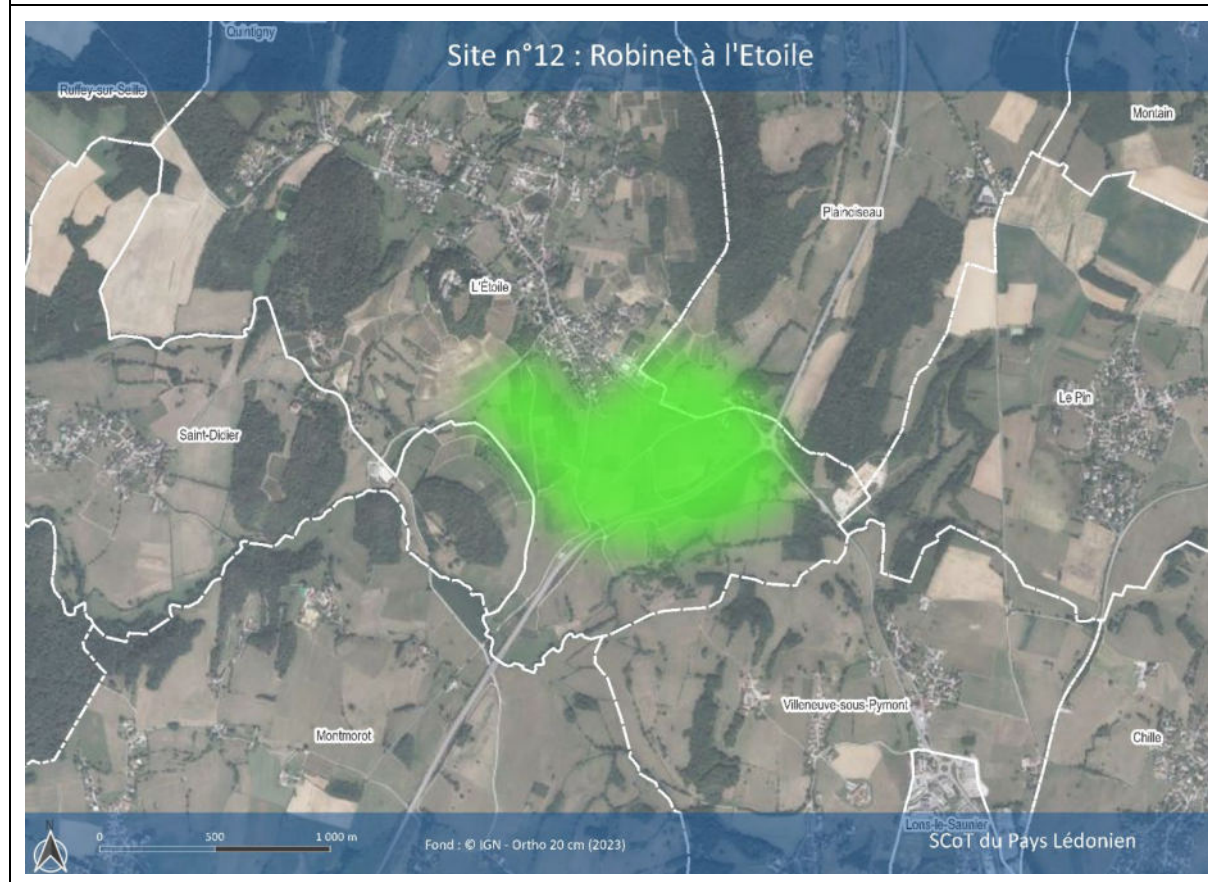 Quintigny
Site n°12 : Robinet à l'Etoile
Ruffey-sur-Seille
Montain
Plainoiseau
L'Étoile
Le Pin
Saint-Didier
Villeneuve-sous-Pymont
Montmorot
Chille
Lons-le-Saunier
N
0 500 1 000 m
Fond : © IGN - Ortho 20 cm (2023)
SCoT du Pays Lédonien